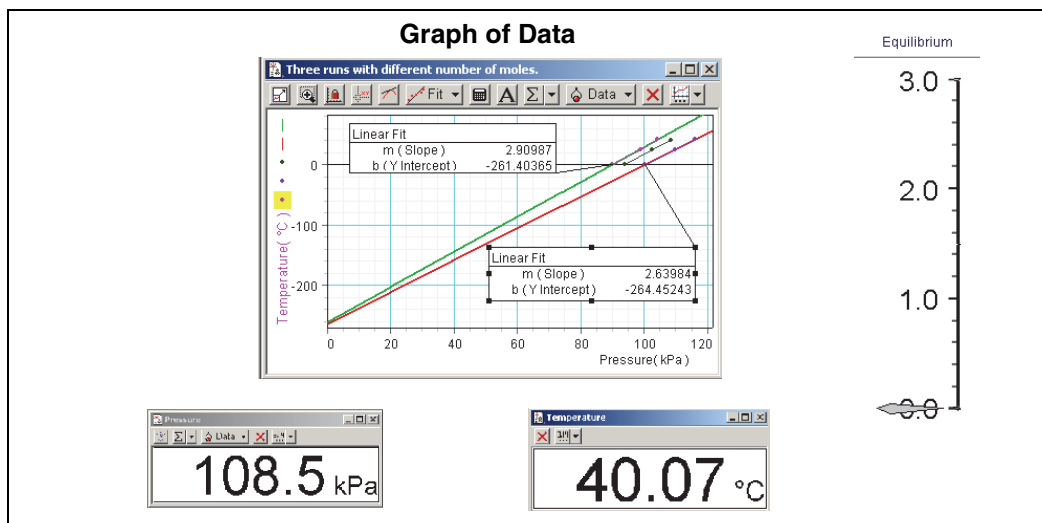 Graph of Data
Equilibrium
Three runs with different number of moles.
Fit
A
Σ
Data
Linear Fit
m (Slope) 2.90987
b (Y Intercept) -261.40365
Linear Fit
m (Slope) 2.63984
b (Y Intercept) -264.45243
0
-100
-200
Temperature( °C )
0 20 40 60 80 100 120
Pressure( kPa )
3.0
2.0
1.0
0.0
Pressure
Σ Data
108.5 kPa
Temperature
40.07 °C